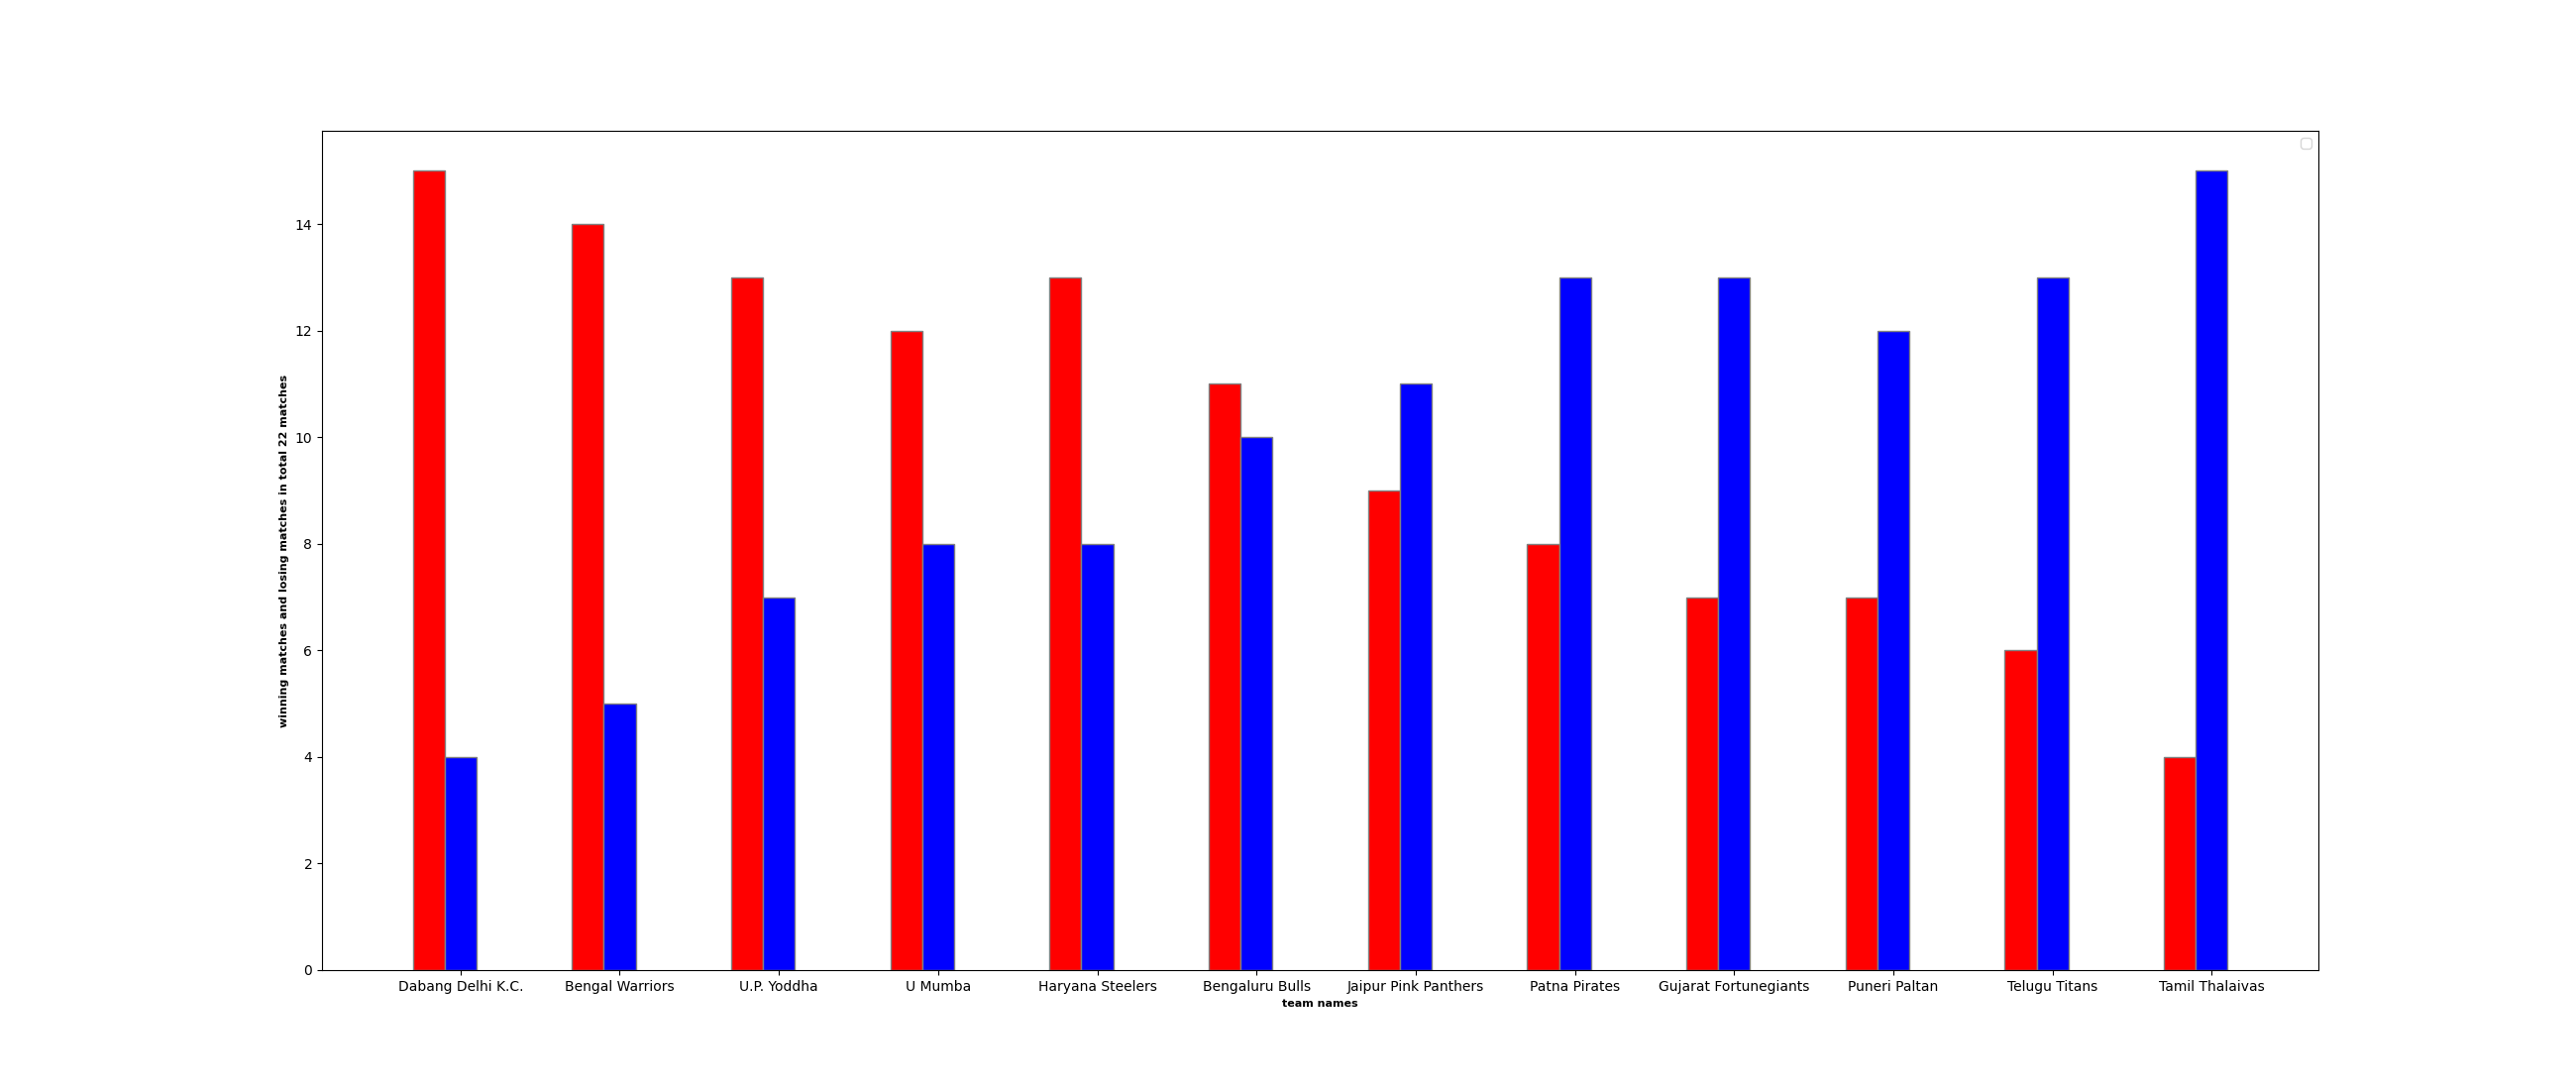 winning matches and losing matches in total 22 matches
14
12
10
8
6
4
2
0
Dabang Delhi K.C. Bengal Warriors U.P. Yoddha U Mumba Haryana Steelers Bengaluru Bulls Jaipur Pink Panthers Patna Pirates Gujarat Fortunegiants Puneri Paltan Telugu Titans Tamil Thalaivas
team names